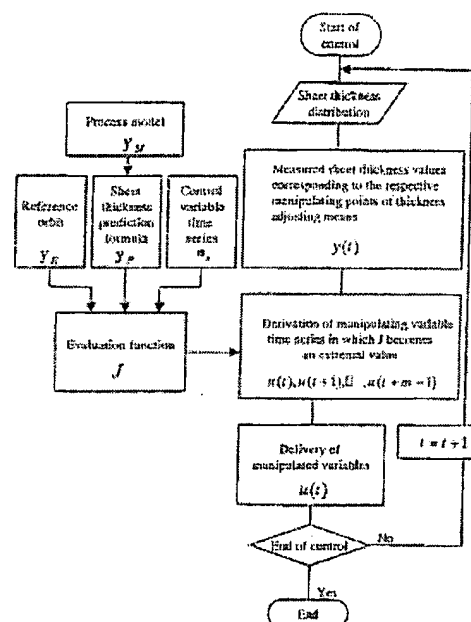 Start of
control
Sheet thickness
distribution
Process model
Y_M
Measured sheet thickness values
corresponding to the respective
manipulating points of thickness
adjusting means
y(t)
Reference
orbit
Y_R
Sheet
thickness
prediction
formula
Y_P
Control
variable
time
series
Evaluation function
J
Derivation of manipulating variable
time series in which J becomes
an extremal value
u(t), u(t+1), , u(t+m-1)
Delivery of
manipulated variables
u(t)
t = t+1
End of control
No
Yes
End